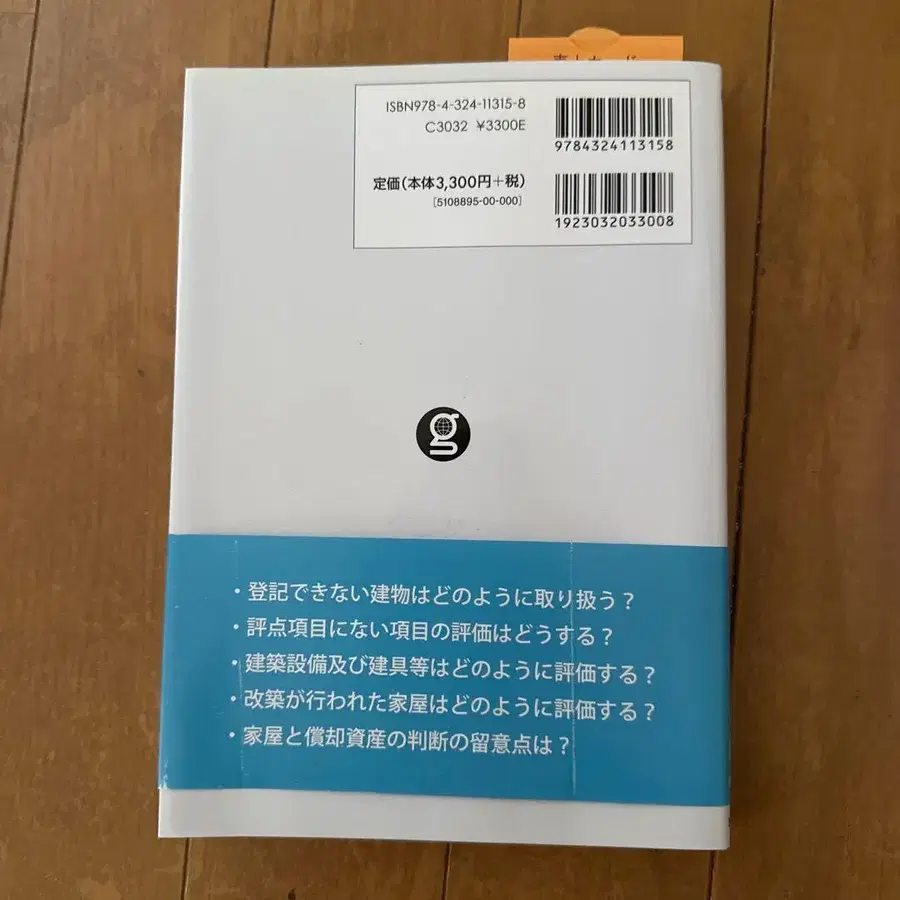 ISBN978-4-324-11315-8
C3032 ¥3300E
定価(本体3,300円+税)
[5108895-00-000]
9784324113158
1923032033008
g
・登記できない建物はどのように取り扱う？
・評点項目にない項目の評価はどうする？
・建築設備及び建具等はどのように評価する？
・改築が行われた家屋はどのように評価する？
・家屋と償却資産の判断の留意点は？